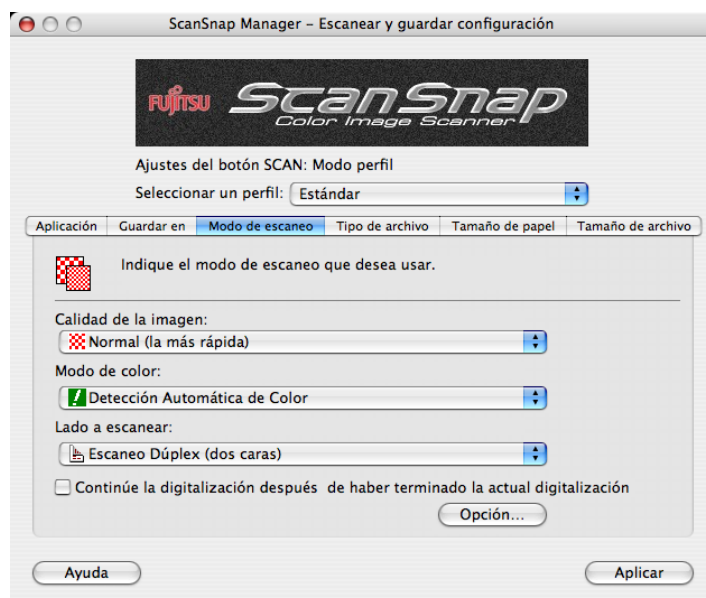 ScanSnap Manager – Escanear y guardar configuración
FUJITSU ScanSnap
Color Image Scanner
Ajustes del botón SCAN: Modo perfil
Seleccionar un perfil: Estándar
Aplicación Guardar en Modo de escaneo Tipo de archivo Tamaño de papel Tamaño de archivo
Indique el modo de escaneo que desea usar.
Calidad de la imagen:
Normal (la más rápida)
Modo de color:
Detección Automática de Color
Lado a escanear:
Escaneo Dúplex (dos caras)
Continúe la digitalización después de haber terminado la actual digitalización
Opción...
Ayuda Aplicar